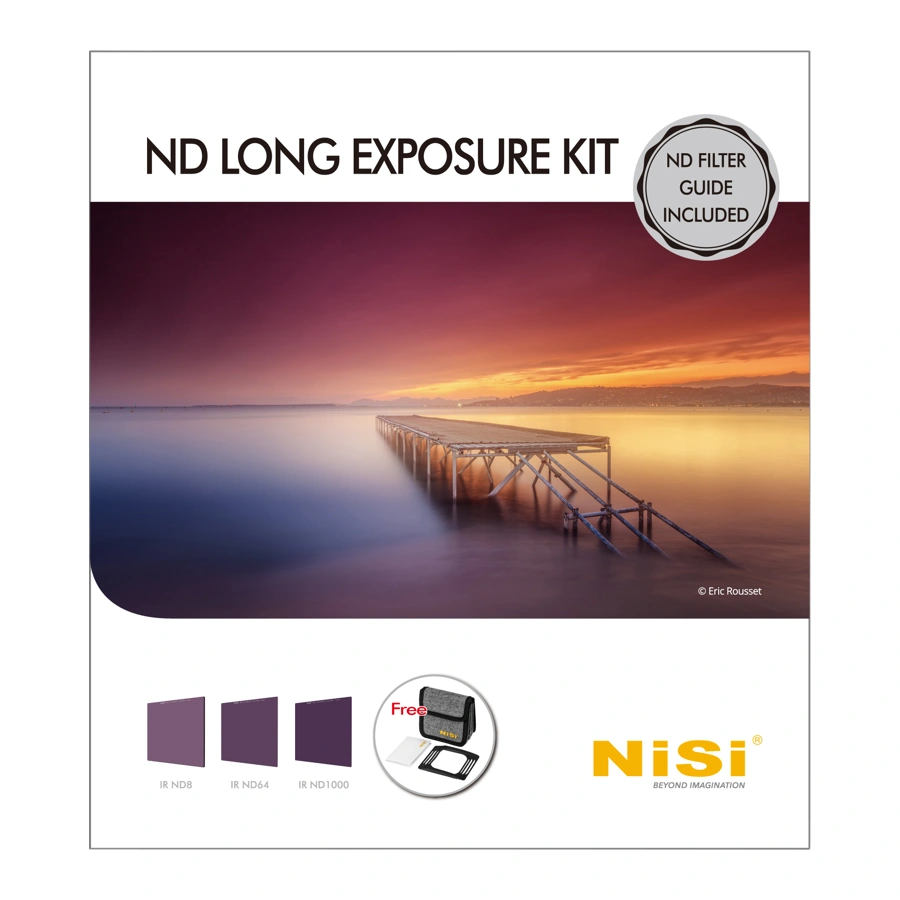 ND LONG EXPOSURE KIT
ND FILTER
GUIDE
INCLUDED
© Eric Rousset
IR ND8
IR ND64
IR ND1000
Free
NiSi
NiSi®
BEYOND IMAGINATION